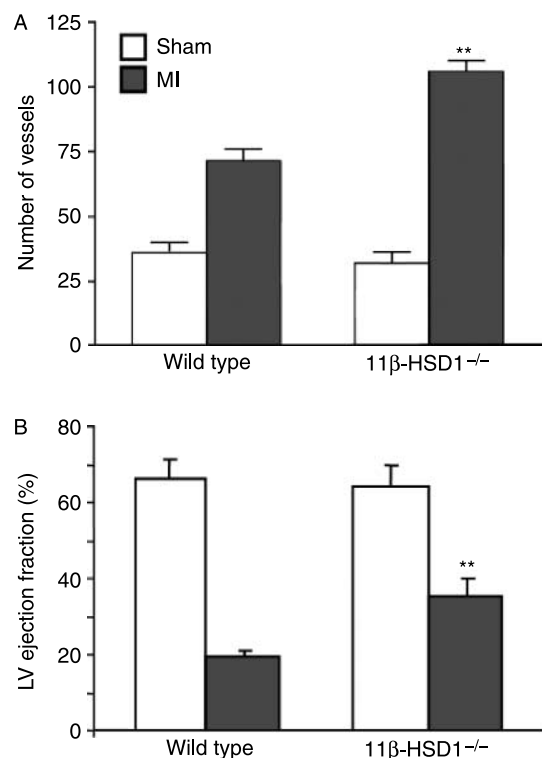 A
125
100
75
50
25
0
Number of vessels
Sham
MI
**
Wild type
11β-HSD1−/−
B
80
60
40
20
0
LV ejection fraction (%)
**
Wild type
11β-HSD1−/−